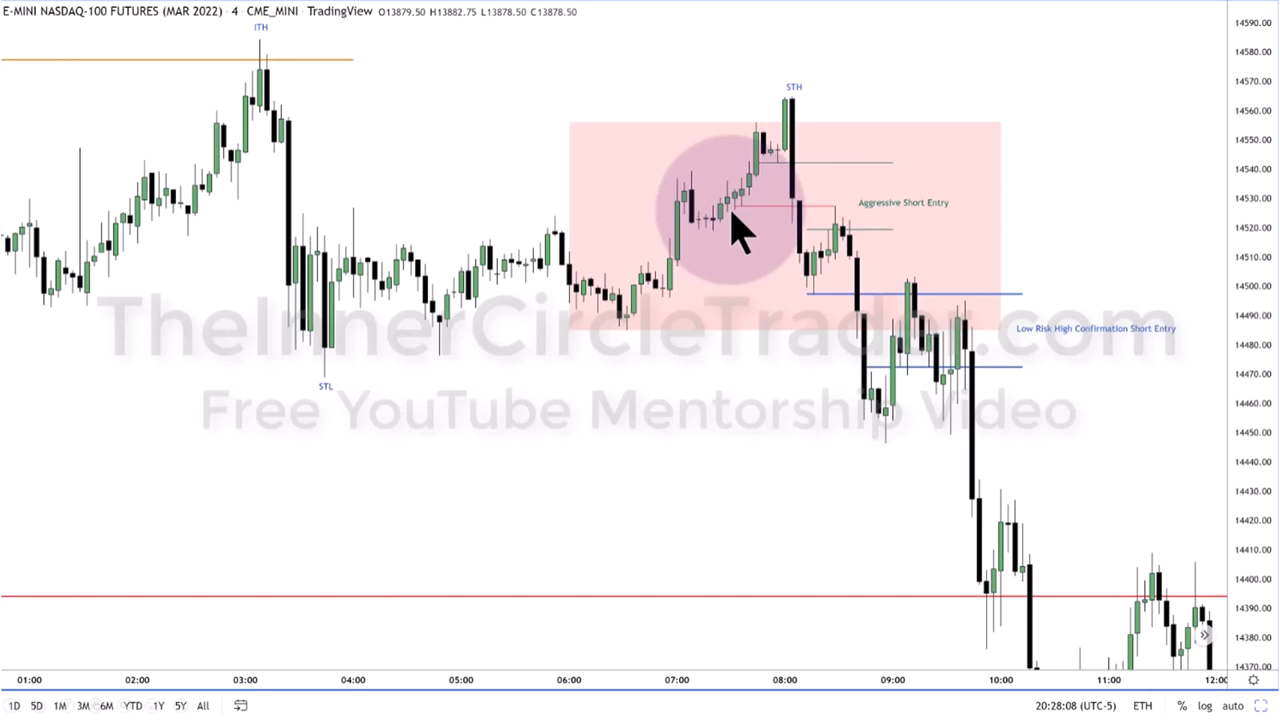 E-MINI NASDAQ-100 FUTURES (MAR 2022) · 4 · CME_MINI · TradingView O13879.50 H13882.75 L13878.50 C13878.50
ITH
STH
Aggressive Short Entry
TheInnerCircleTrader.com
Low Risk High Confirmation Short Entry
STL
Free YouTube Mentorship Video
14590.00
14580.00
14570.00
14560.00
14550.00
14540.00
14530.00
14520.00
14510.00
14500.00
14490.00
14480.00
14470.00
14460.00
14450.00
14440.00
14430.00
14420.00
14410.00
14400.00
14390.00
14380.00
14370.00
01:00 02:00 03:00 04:00 05:00 06:00 07:00 08:00 09:00 10:00 11:00 12:00
1D 5D 1M 3M 6M YTD 1Y 5Y All 20:28:08 (UTC-5) ETH % log auto